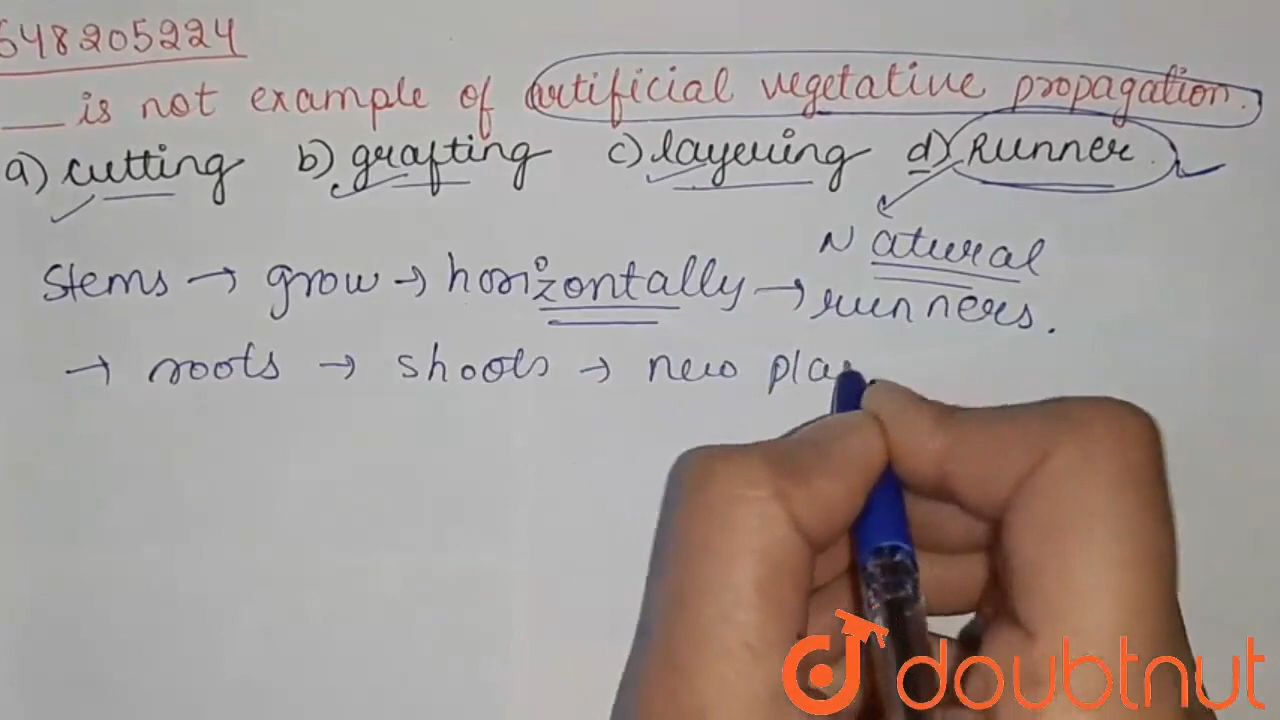 648205224
__ is not example of artificial vegetative propagation.
a) cutting b) grafting c) layering d) Runner.
Natural
Stems → grow → horizontally → runners.
→ roots → shoots → new pla
doubtnut